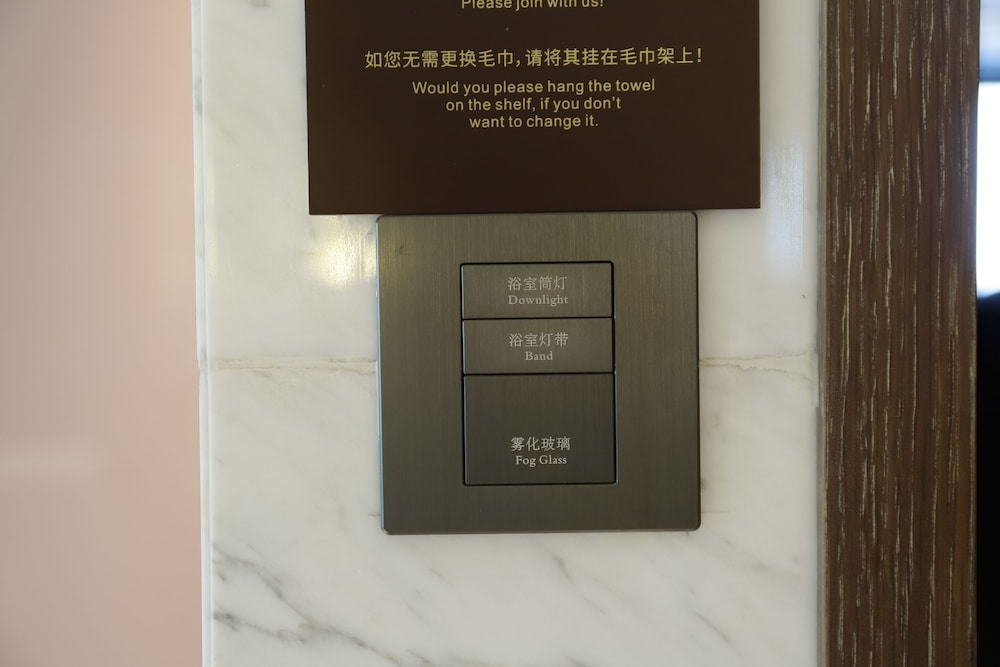 Please join with us!
如您无需更换毛巾，请将其挂在毛巾架上！
Would you please hang the towel
on the shelf, if you don't
want to change it.
浴室筒灯
Downlight
浴室灯带
Band
雾化玻璃
Fog Glass